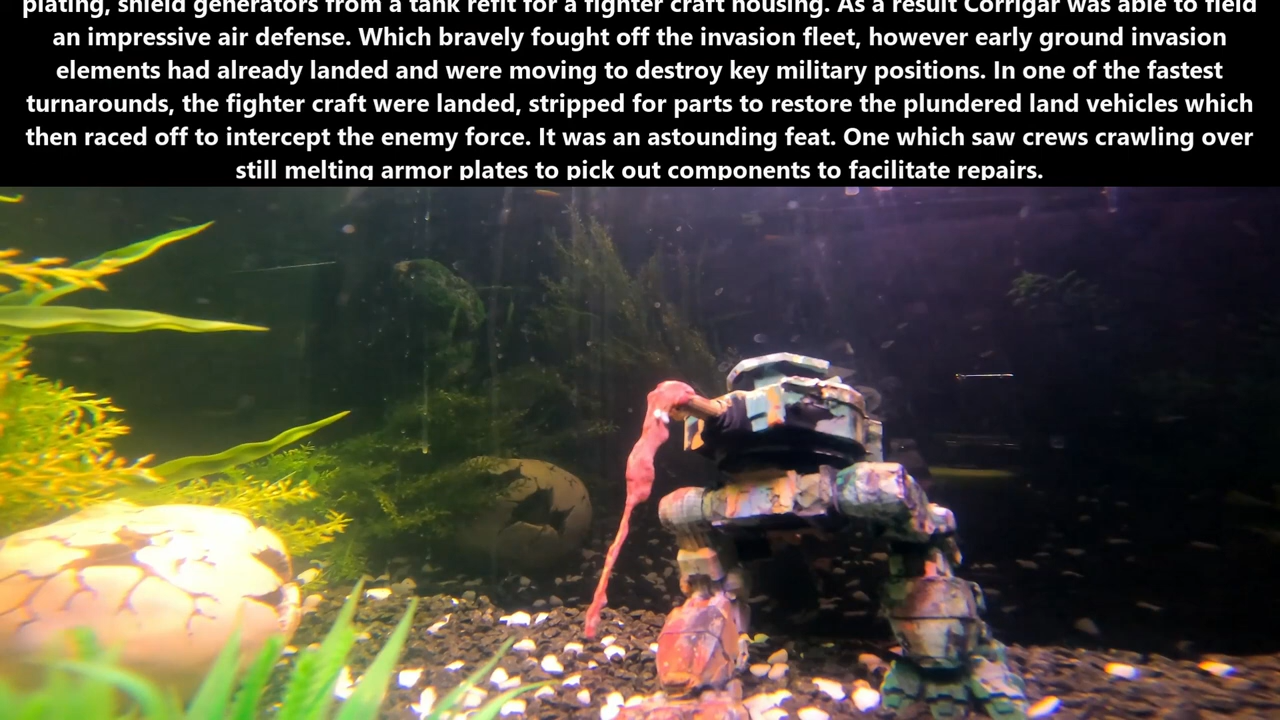 plating, shield generators from a tank refit for a fighter craft housing. As a result Corrigar was able to field
an impressive air defense. Which bravely fought off the invasion fleet, however early ground invasion
elements had already landed and were moving to destroy key military positions. In one of the fastest
turnarounds, the fighter craft were landed, stripped for parts to restore the plundered land vehicles which
then raced off to intercept the enemy force. It was an astounding feat. One which saw crews crawling over
still melting armor plates to pick out components to facilitate repairs.